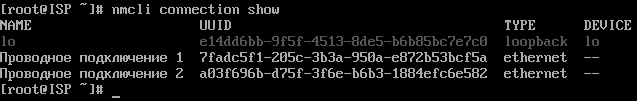 [root@ISP ~]# nmcli connection show
NAME UUID TYPE DEVICE
lo e14dd6bb-9f5f-4513-8de5-b6b85bc7e7c0 loopback lo
Проводное подключение 1 7fadc5f1-205c-3b3a-950a-e872b53bcf5a ethernet --
Проводное подключение 2 a03f696b-d75f-3f6e-b6b3-1884efc6e582 ethernet --
[root@ISP ~]# _